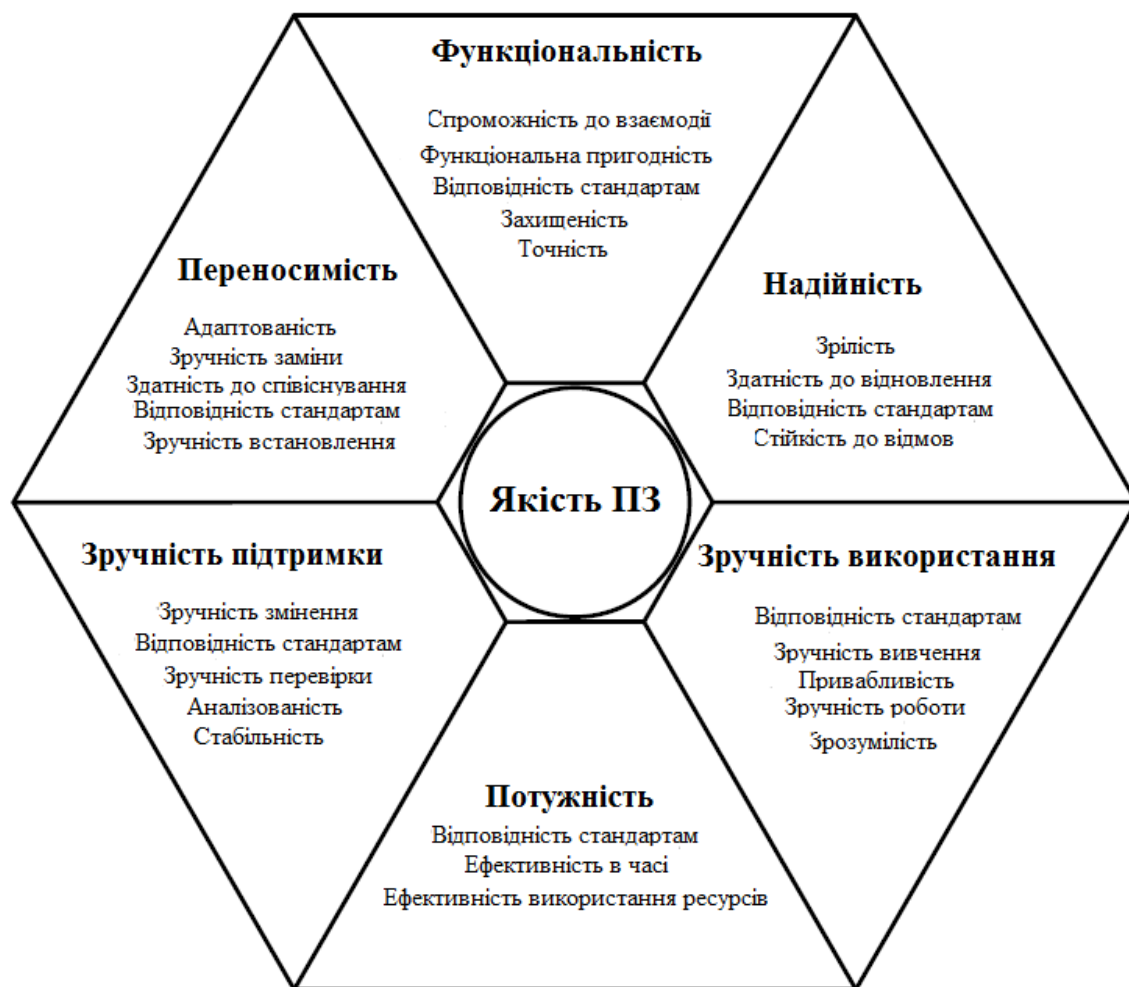 Функціональність
Спроможність до взаємодії
Функціональна пригодність
Відповідність стандартам
Захищеність
Точність
Переносимість
Адаптованість
Зручність заміни
Здатність до співіснування
Відповідність стандартам
Зручність встановлення
Надійність
Зрілість
Здатність до відновлення
Відповідність стандартам
Стійкість до відмов
Якість ПЗ
Зручність підтримки
Зручність змінення
Відповідність стандартам
Зручність перевірки
Аналізованість
Стабільність
Зручність використання
Відповідність стандартам
Зручність вивчення
Привабливість
Зручність роботи
Зрозумілість
Потужність
Відповідність стандартам
Ефективність в часі
Ефективність використання ресурсів